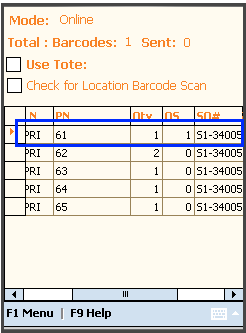 Mode: Online
Total : Barcodes: 1 Sent: 0
Use Tote:
Check for Location Barcode Scan
N PN Qty QS SO#
PRI 61 1 1 S1-34005
PRI 62 2 0 S1-34005
PRI 63 1 0 S1-34005
PRI 64 1 0 S1-34005
PRI 65 1 0 S1-34005
F1 Menu | F9 Help